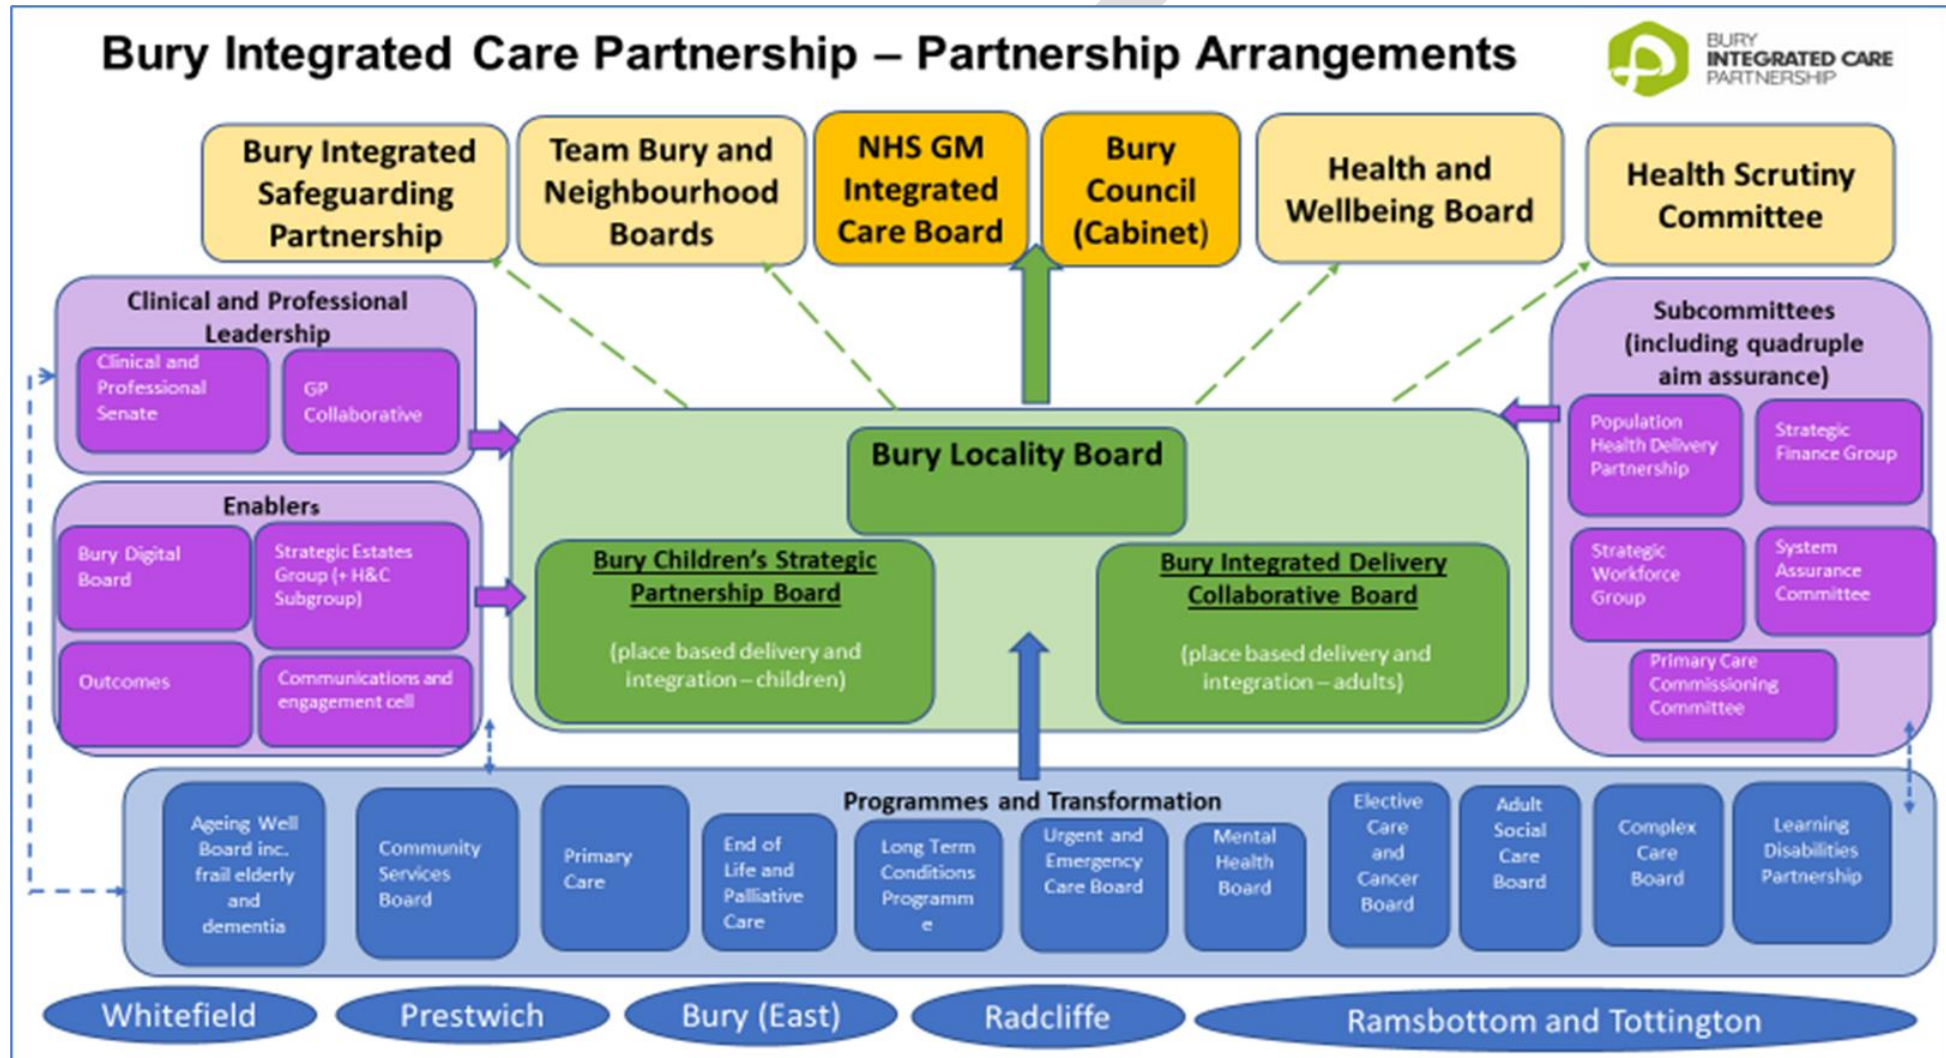 Bury Integrated Care Partnership – Partnership Arrangements
BURY
INTEGRATED CARE
PARTNERSHIP
Bury Integrated
Safeguarding
Partnership
Team Bury and
Neighbourhood
Boards
NHS GM
Integrated
Care Board
Bury
Council
(Cabinet)
Health and
Wellbeing Board
Health Scrutiny
Committee
Clinical and Professional
Leadership
Clinical and
Professional
Senate
GP
Collaborative
Enablers
Bury Digital
Board
Strategic Estates
Group (+ H&C
Subgroup)
Outcomes
Communications and
engagement cell
Bury Locality Board
Bury Children's Strategic
Partnership Board
(place based delivery and
integration – children)
Bury Integrated Delivery
Collaborative Board
(place based delivery and
integration – adults)
Subcommittees
(including quadruple
aim assurance)
Population
Health Delivery
Partnership
Strategic
Finance Group
Strategic
Workforce
Group
System
Assurance
Committee
Primary Care
Commissioning
Committee
Programmes and Transformation
Ageing Well
Board inc.
frail elderly
and
dementia
Community
Services
Board
Primary
Care
End of
Life and
Palliative
Care
Long Term
Conditions
Programm
e
Urgent and
Emergency
Care Board
Mental
Health
Board
Elective
Care
and
Cancer
Board
Adult
Social
Care
Board
Complex
Care
Board
Learning
Disabilities
Partnership
Whitefield
Prestwich
Bury (East)
Radcliffe
Ramsbottom and Tottington